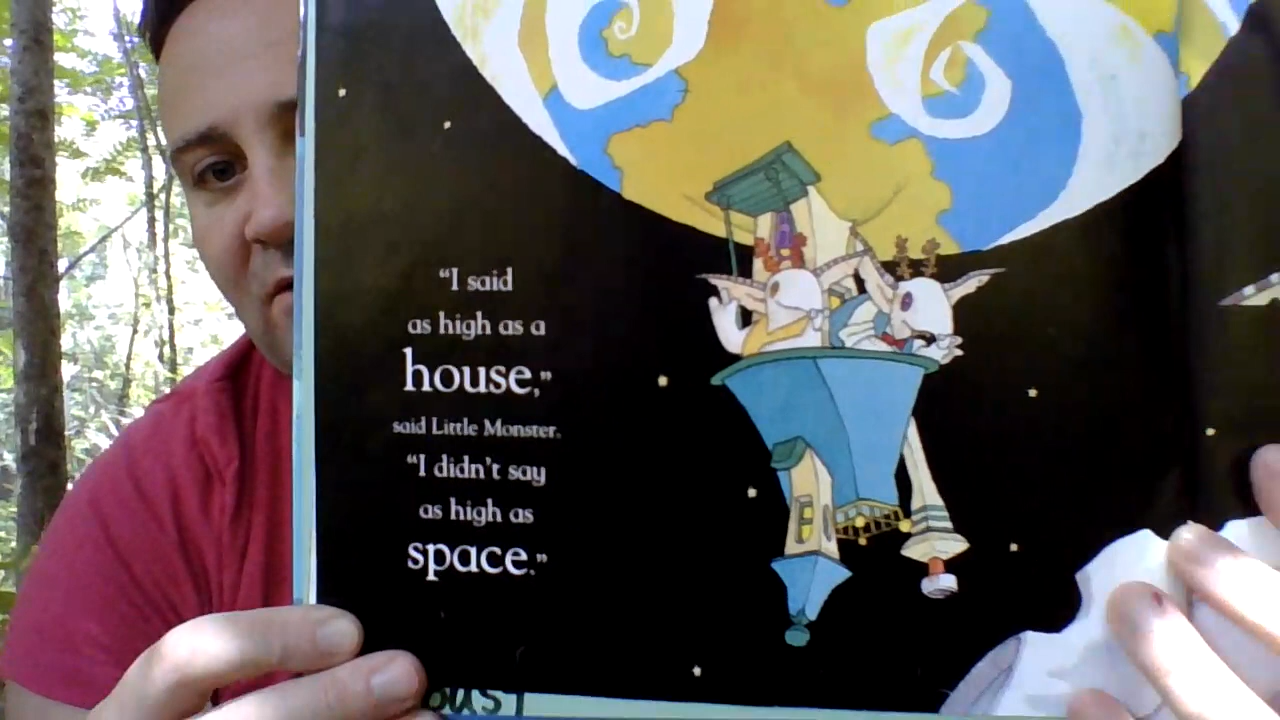 “I said
as high as a
house,”
said Little Monster.
“I didn’t say
as high as
space.”